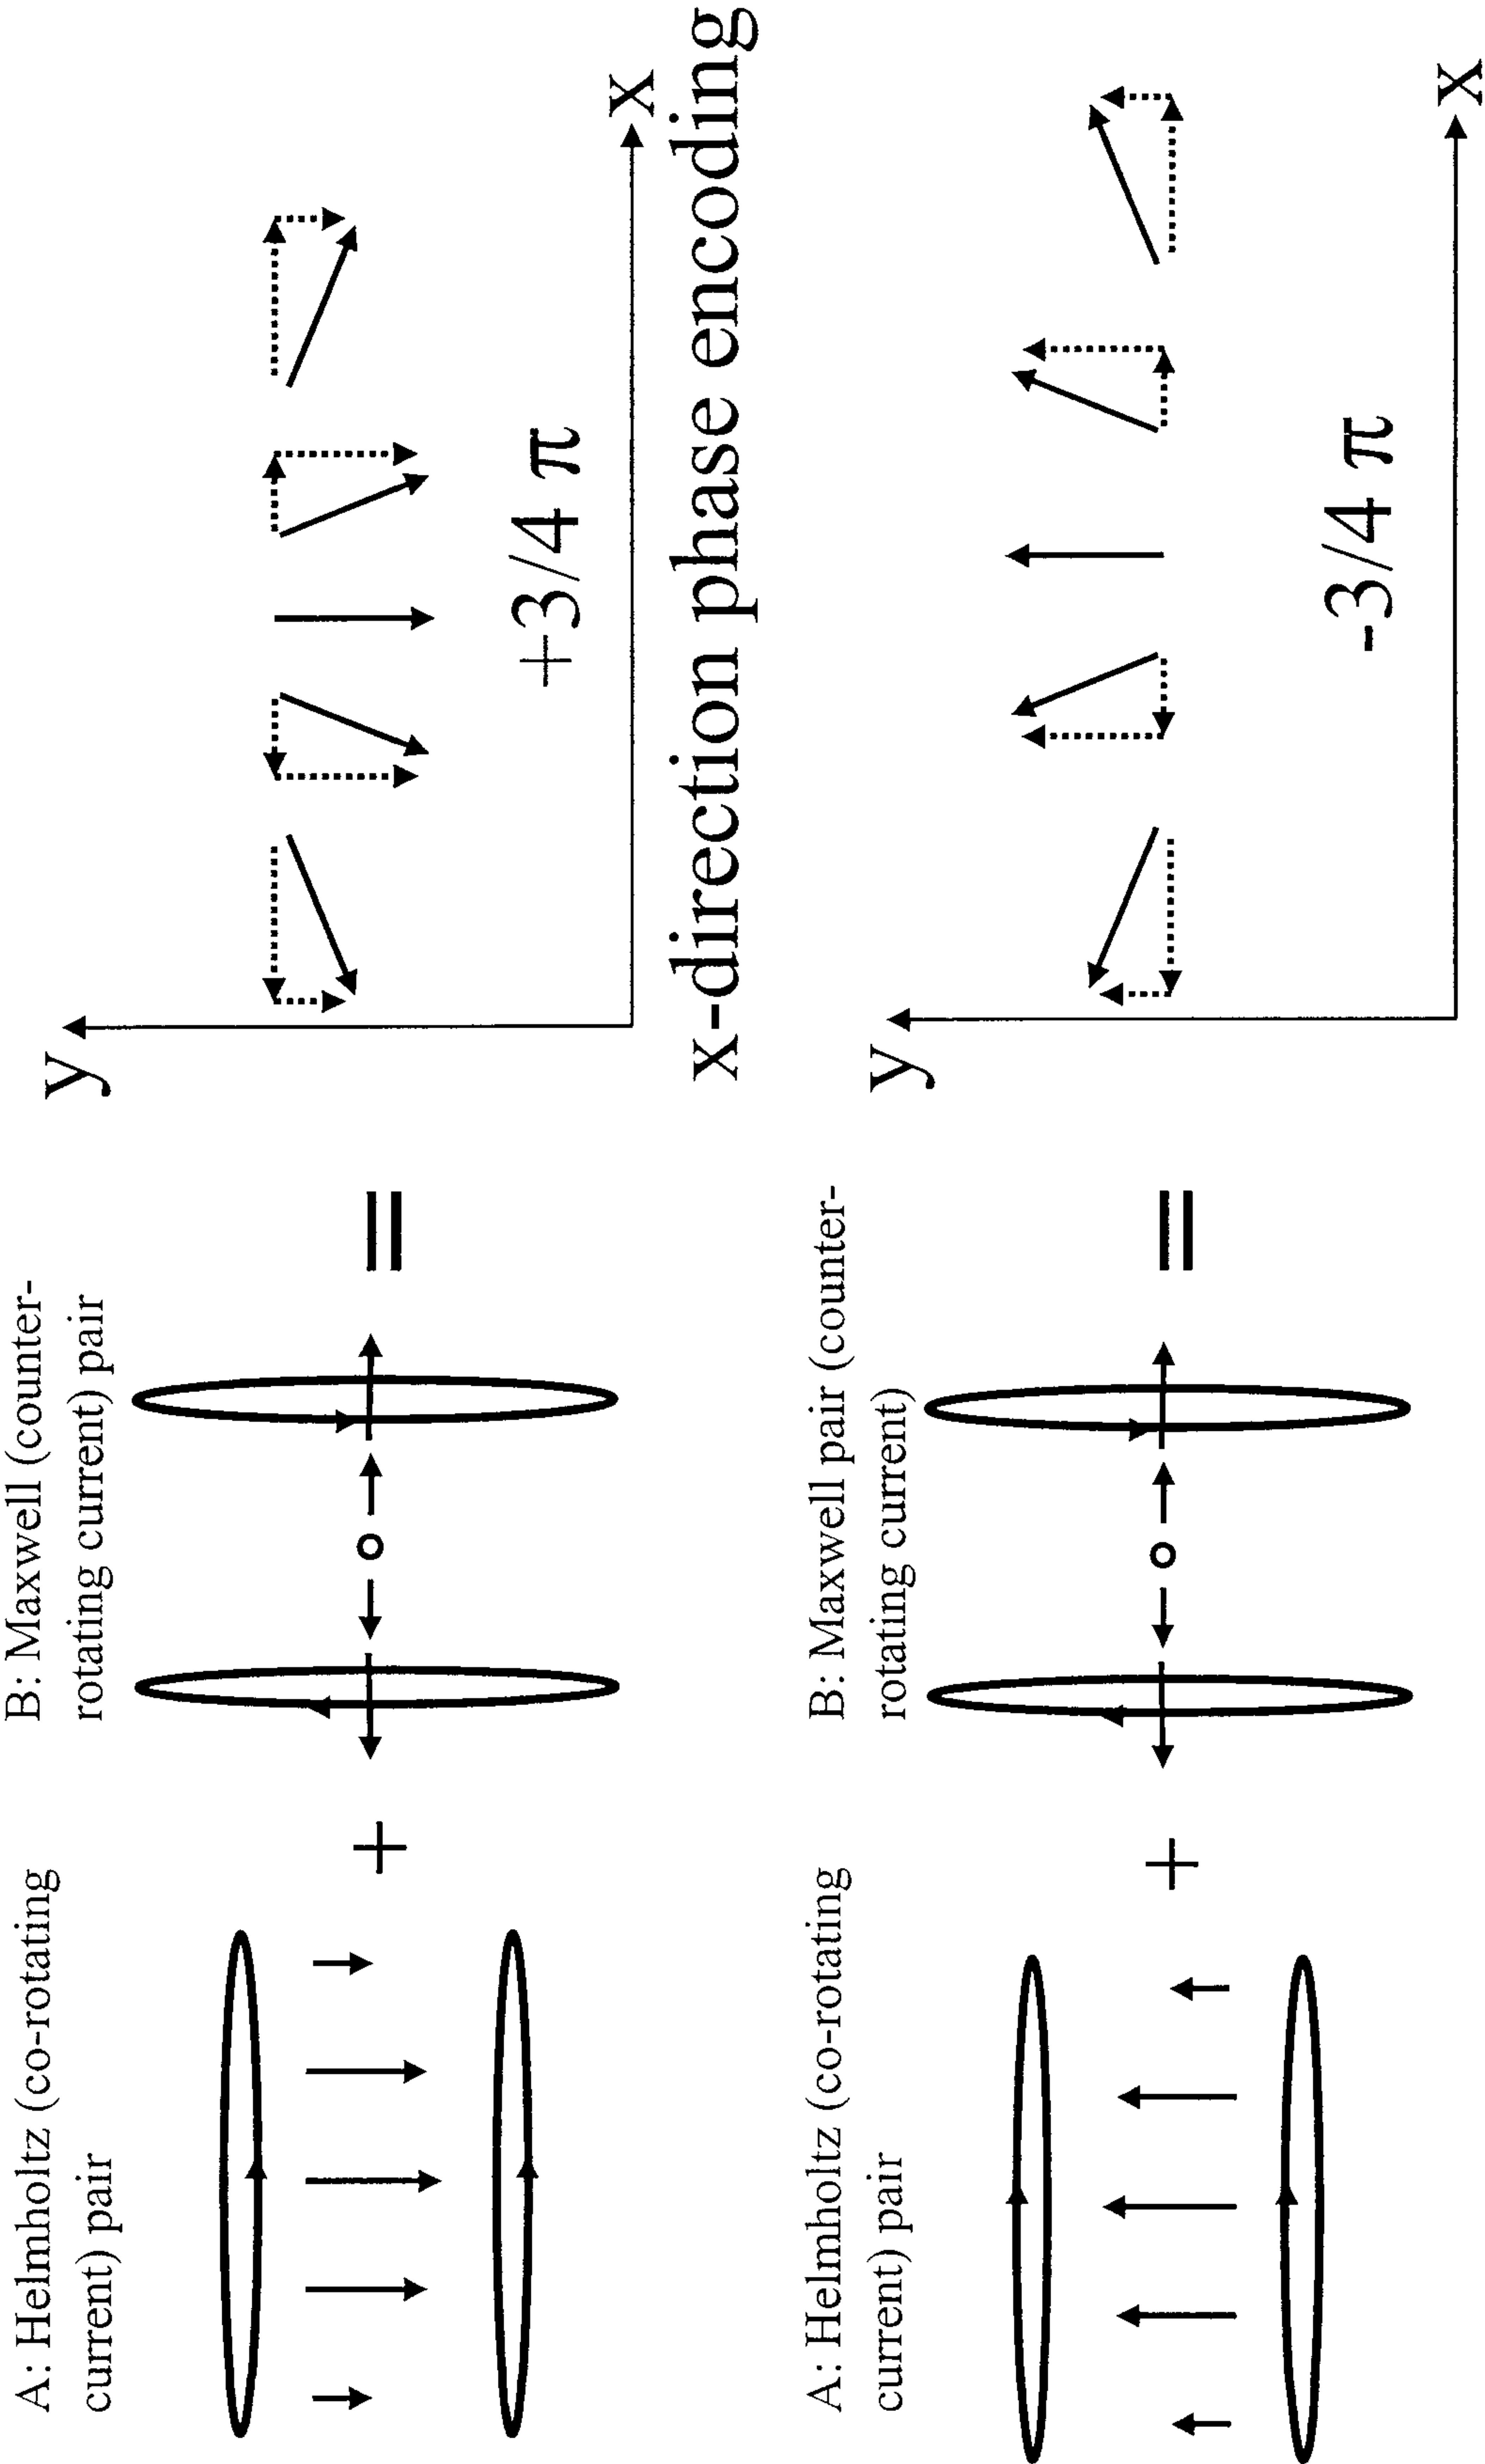 A: Helmholtz (co-rotating
current) pair
+
B: Maxwell (counter-
rotating current) pair
=
y
x
+3/4 π
x-direction phase encoding
A: Helmholtz (co-rotating
current) pair
+
B: Maxwell pair (counter-
rotating current)
=
y
x
-3/4 π